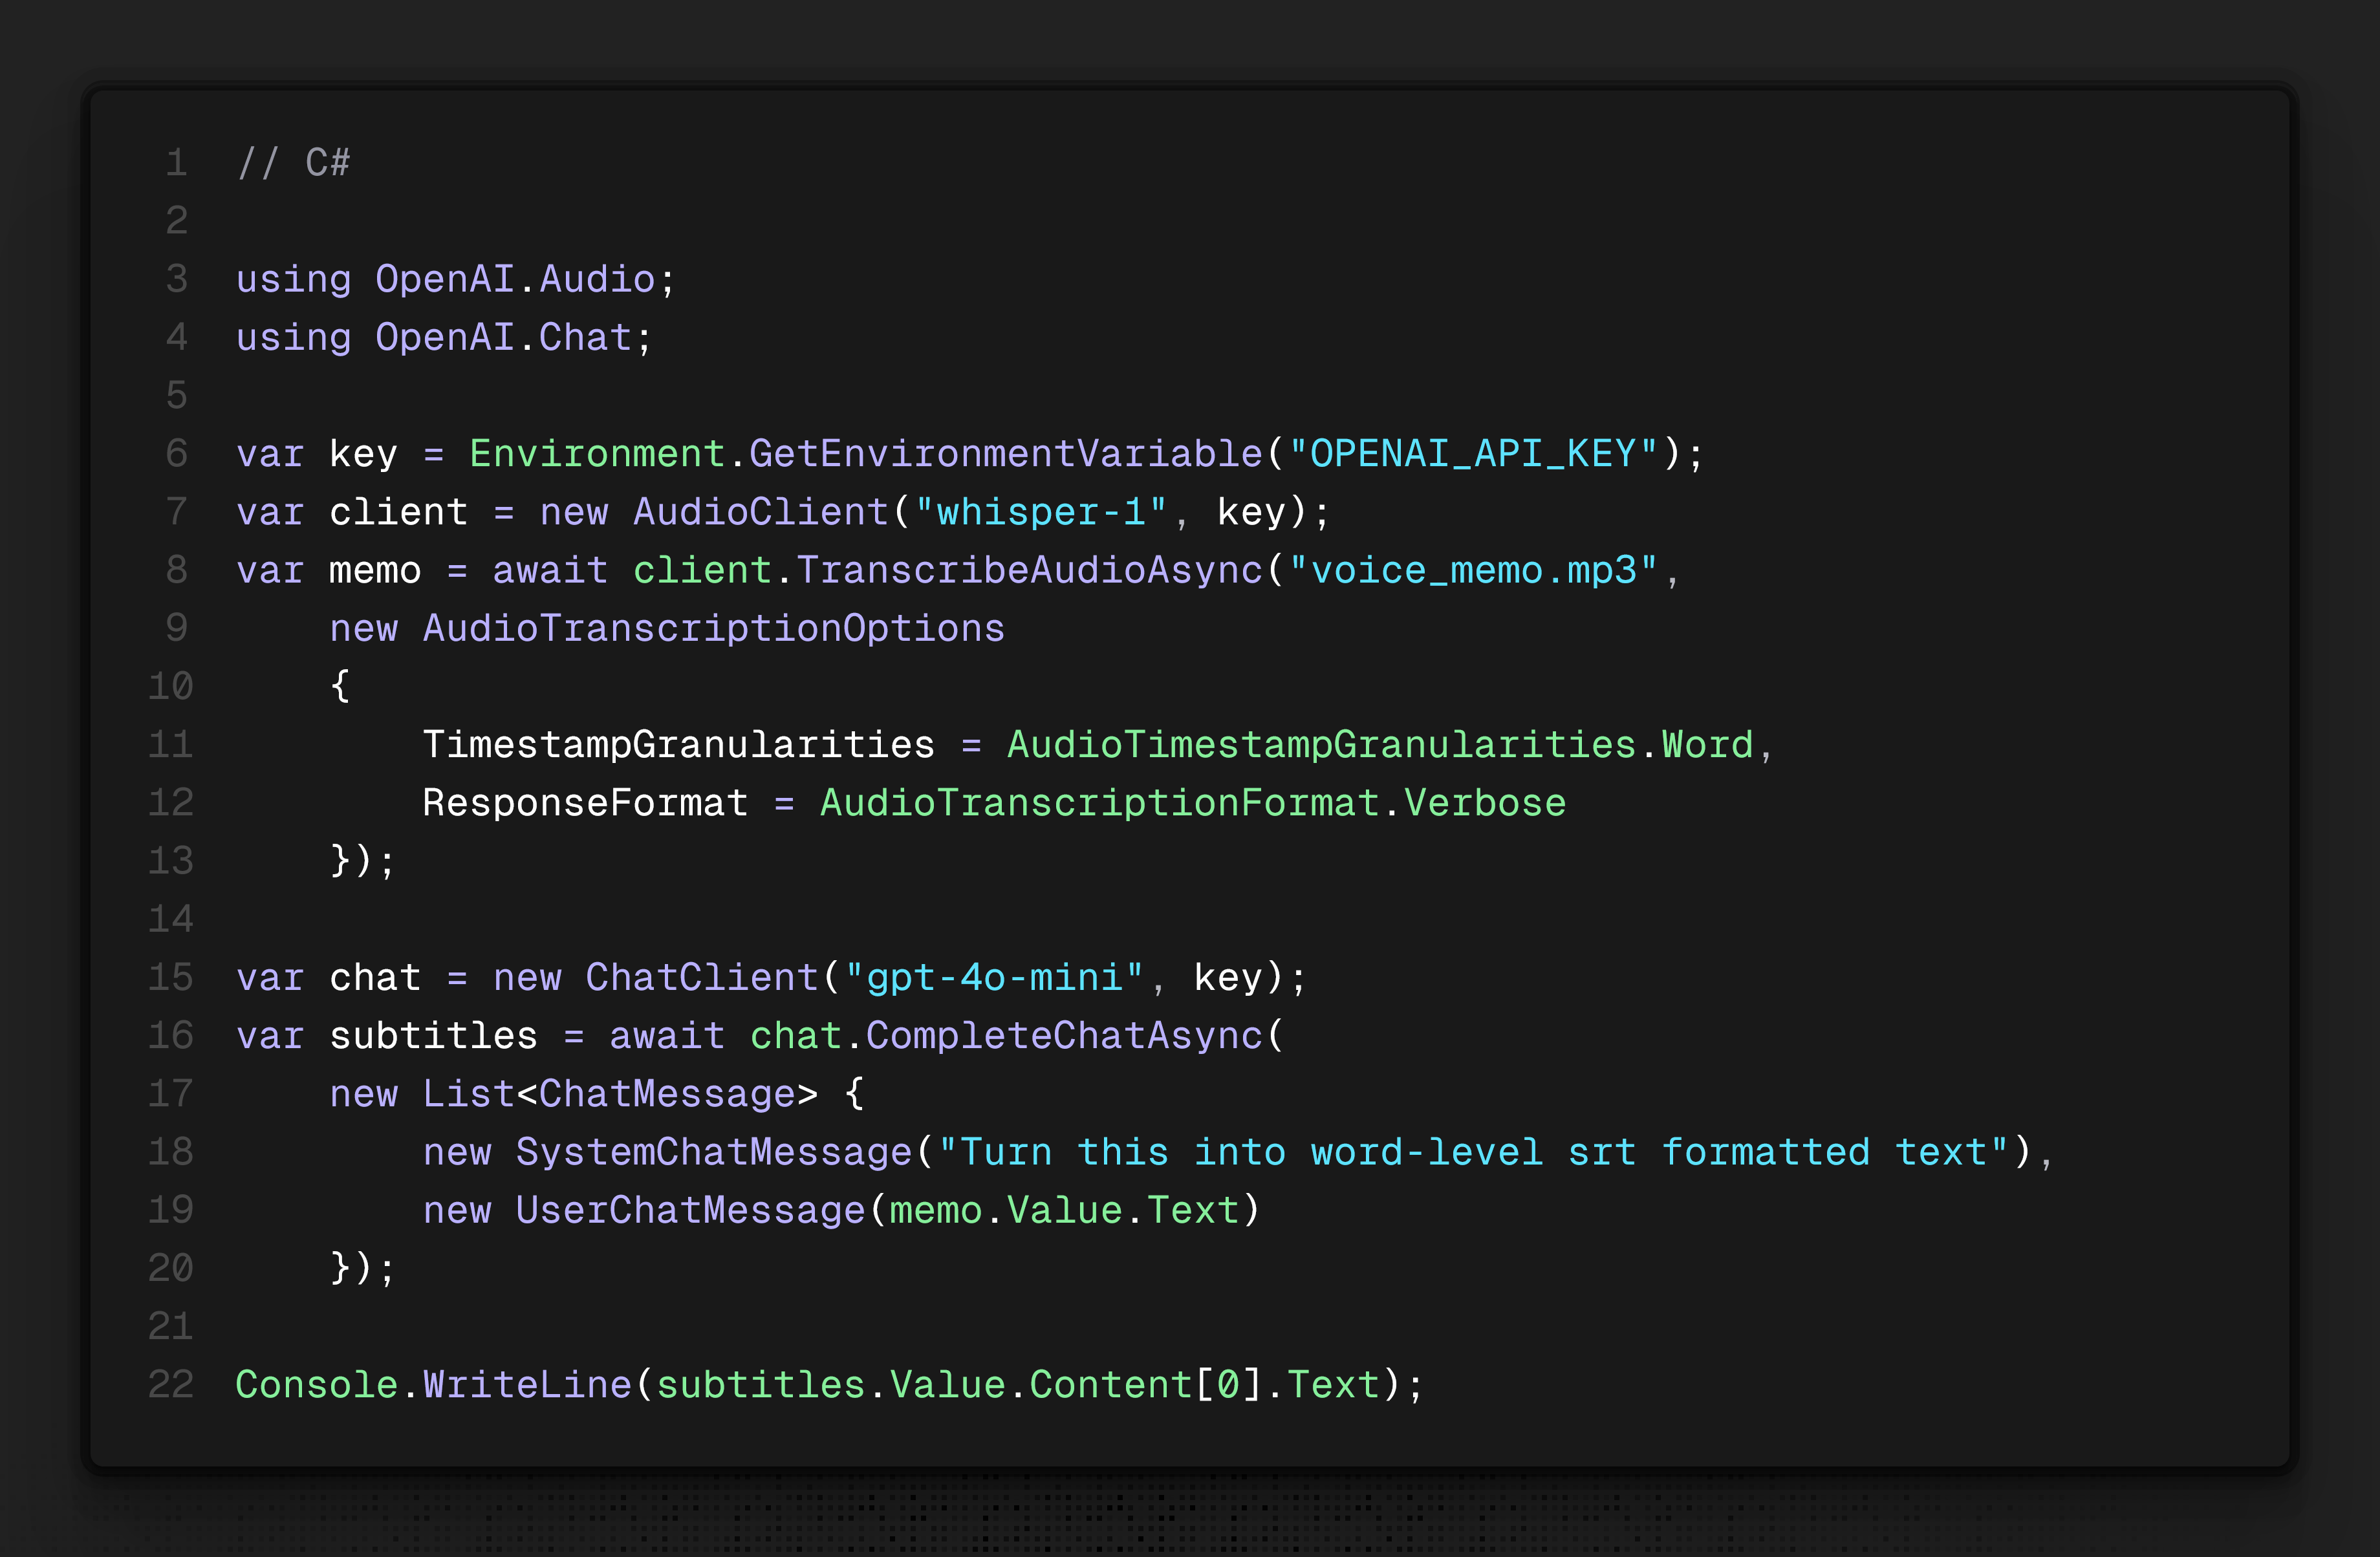 1 // C#
2
3 using OpenAI.Audio;
4 using OpenAI.Chat;
5
6 var key = Environment.GetEnvironmentVariable("OPENAI_API_KEY");
7 var client = new AudioClient("whisper-1", key);
8 var memo = await client.TranscribeAudioAsync("voice_memo.mp3",
9     new AudioTranscriptionOptions
10     {
11         TimestampGranularities = AudioTimestampGranularities.Word,
12         ResponseFormat = AudioTranscriptionFormat.Verbose
13     });
14
15 var chat = new ChatClient("gpt-4o-mini", key);
16 var subtitles = await chat.CompleteChatAsync(
17     new List<ChatMessage> {
18         new SystemChatMessage("Turn this into word-level srt formatted text"),
19         new UserChatMessage(memo.Value.Text)
20     });
21
22 Console.WriteLine(subtitles.Value.Content[0].Text);